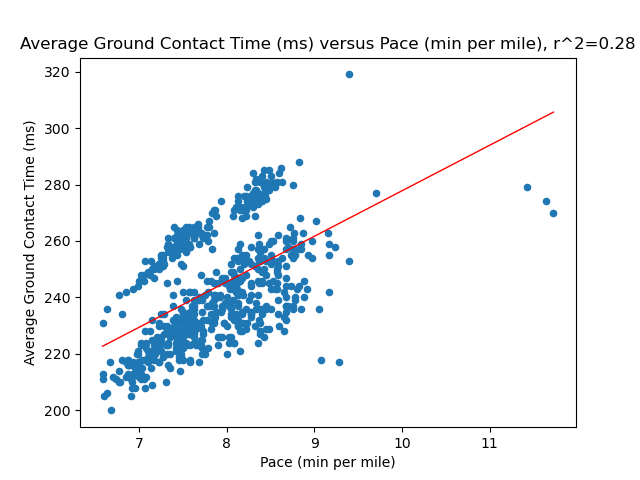 Average Ground Contact Time (ms) versus Pace (min per mile), r^2=0.28
320
300
280
260
240
220
200
Average Ground Contact Time (ms)
7 8 9 10 11
Pace (min per mile)